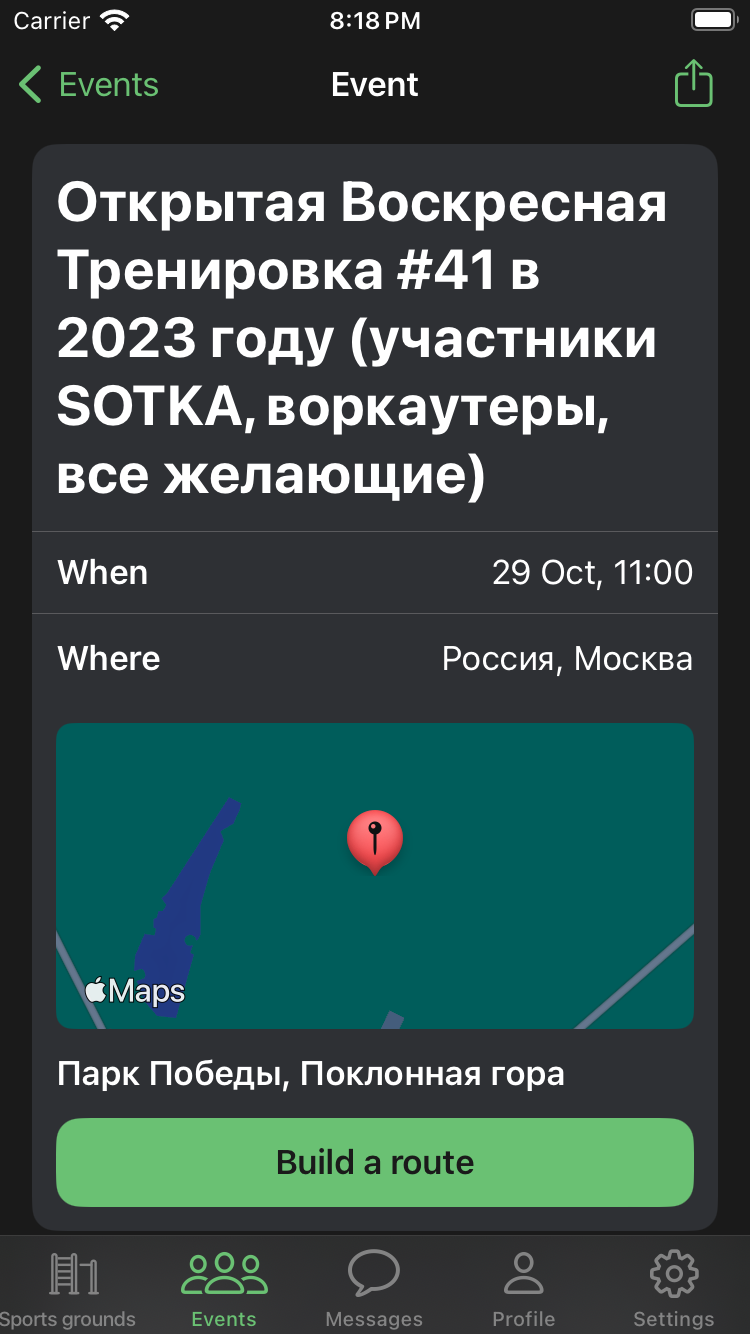 Carrier 8:18 PM
Events Event
Открытая Воскресная
Тренировка #41 в
2023 году (участники
SOTKA, воркаутеры,
все желающие)
When 29 Oct, 11:00
Where Россия, Москва
Maps
Парк Победы, Поклонная гора
Build a route
Sports grounds Events Messages Profile Settings